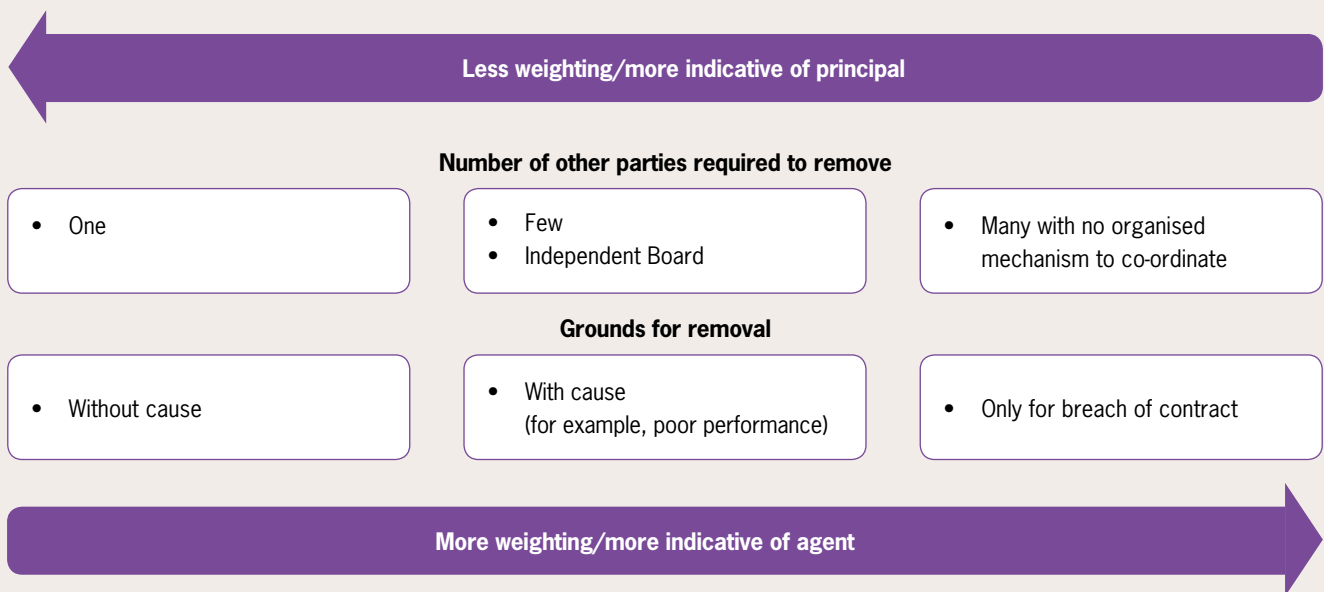 Less weighting/more indicative of principal
Number of other parties required to remove
• One
• Few
• Independent Board
• Many with no organised
mechanism to co-ordinate
Grounds for removal
• Without cause
• With cause
(for example, poor performance)
• Only for breach of contract
More weighting/more indicative of agent